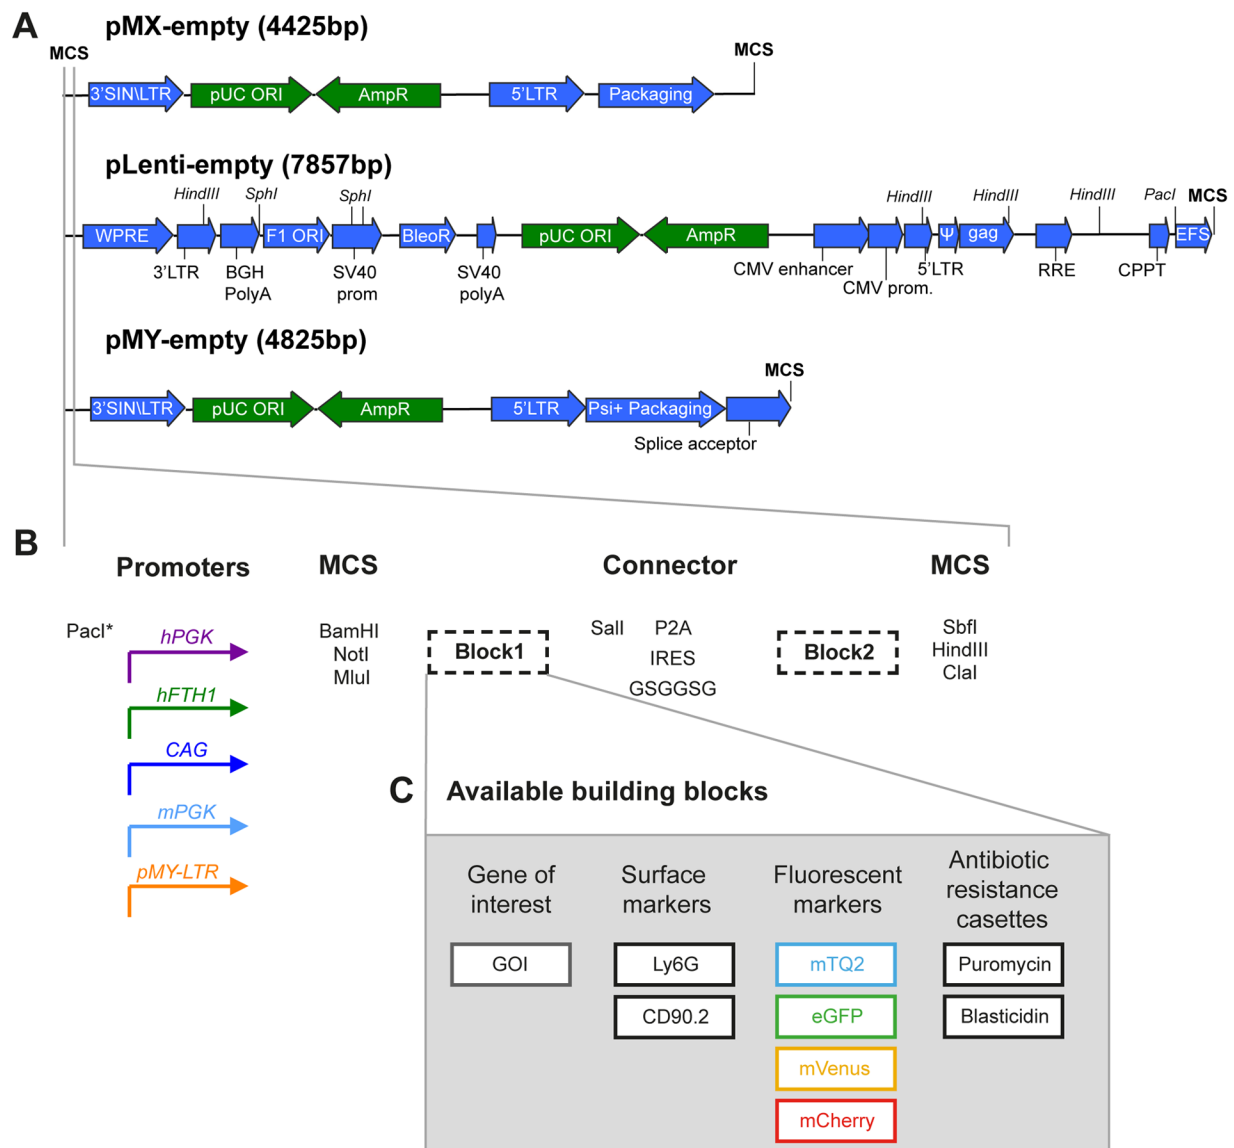 A
pMX-empty (4425bp)
MCS
MCS
3'SIN\LTR
pUC ORI
AmpR
5'LTR
Packaging
pLenti-empty (7857bp)
HindIII
SphI
SphI
HindIII
HindIII
HindIII
PacI
MCS
WPRE
F1 ORI
BleoR
pUC ORI
AmpR
Ψ
gag
EFS
3'LTR
BGH
PolyA
SV40
prom
SV40
polyA
CMV enhancer
CMV prom.
5'LTR
RRE
CPPT
pMY-empty (4825bp)
MCS
3'SIN\LTR
pUC ORI
AmpR
5'LTR
Psi+ Packaging
Splice acceptor
B
Promoters
MCS
Connector
MCS
PacI*
hPGK
hFTH1
CAG
mPGK
pMY-LTR
BamHI
NotI
MluI
Block1
SalI
P2A
IRES
GSGGSG
Block2
SbfI
HindIII
ClaI
C
Available building blocks
Gene of
interest
GOI
Surface
markers
Ly6G
CD90.2
Fluorescent
markers
mTQ2
eGFP
mVenus
mCherry
Antibiotic
resistance
casettes
Puromycin
Blasticidin